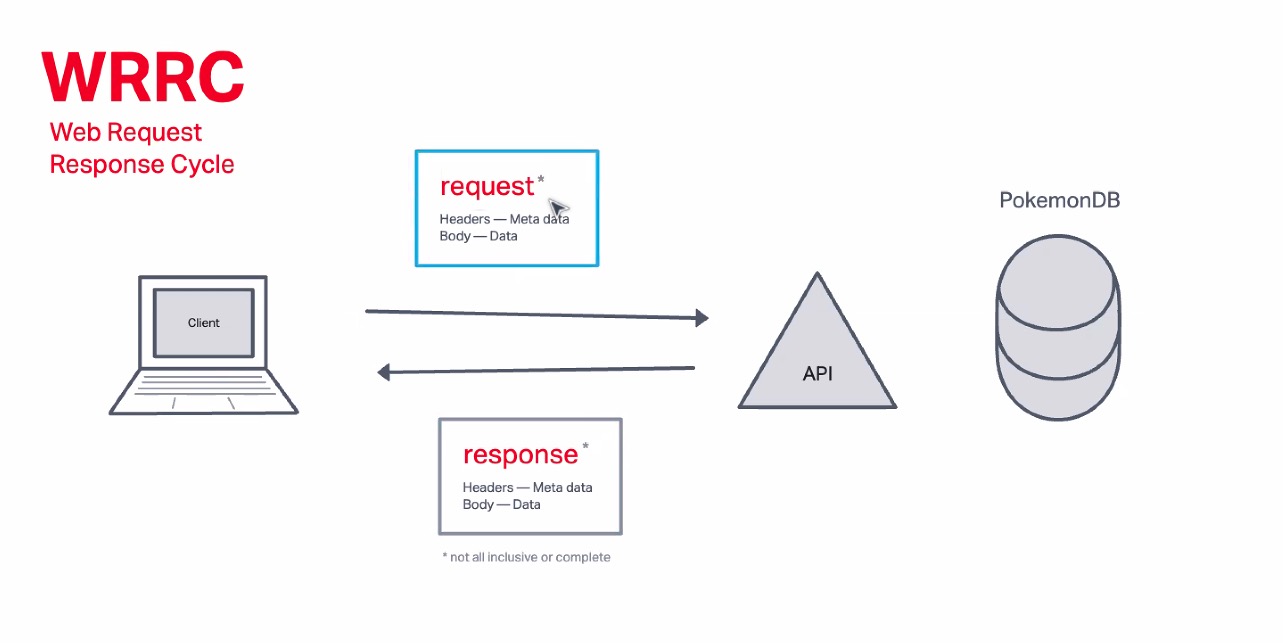 WRRC
Web Request
Response Cycle
request*
Headers — Meta data
Body — Data
PokemonDB
Client
API
response*
Headers — Meta data
Body — Data
* not all inclusive or complete